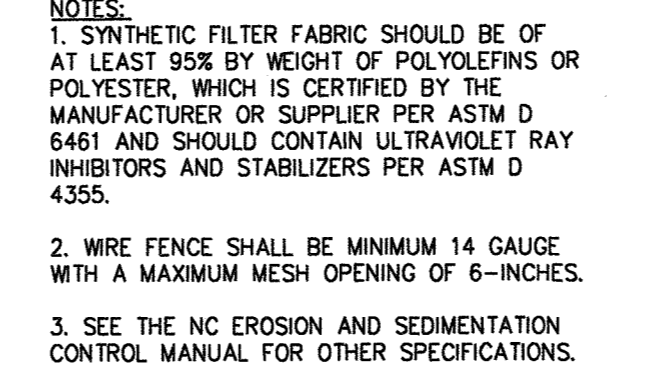 NOTES:
1. SYNTHETIC FILTER FABRIC SHOULD BE OF
AT LEAST 95% BY WEIGHT OF POLYOLEFINS OR
POLYESTER, WHICH IS CERTIFIED BY THE
MANUFACTURER OR SUPPLIER PER ASTM D
6461 AND SHOULD CONTAIN ULTRAVIOLET RAY
INHIBITORS AND STABILIZERS PER ASTM D
4355.
2. WIRE FENCE SHALL BE MINIMUM 14 GAUGE
WITH A MAXIMUM MESH OPENING OF 6-INCHES.
3. SEE THE NC EROSION AND SEDIMENTATION
CONTROL MANUAL FOR OTHER SPECIFICATIONS.